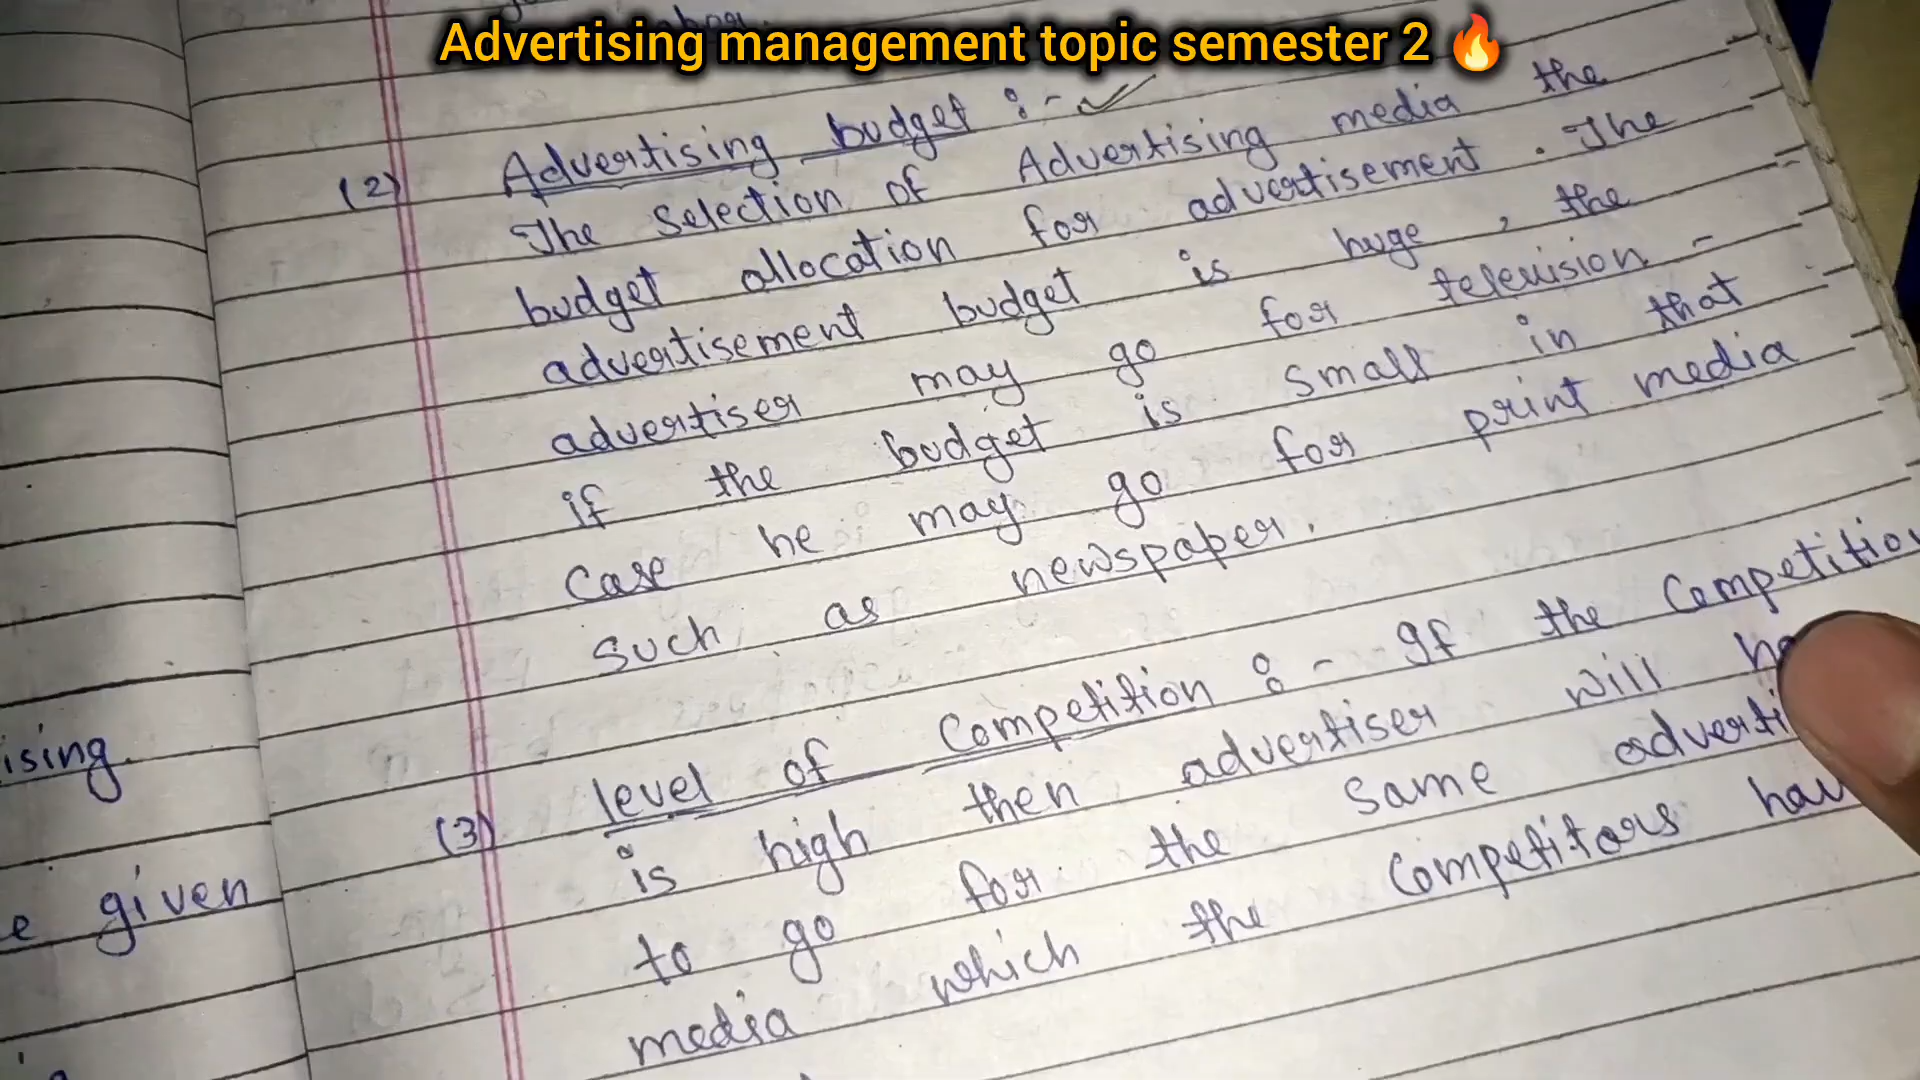 Advertising management topic semester 2 🔥
(2) Advertising budget :- ✓
The Selection of Advertising media the
budget allocation for advertisement. The
advertisement budget is huge, the
advertiser may go for television -
if the budget is small in that
Case he may go for print media
such as newspaper.
(3) level of Competition :- If the Competition
is high then advertiser will
to go for the same
media which the Competitors
ising.
e given